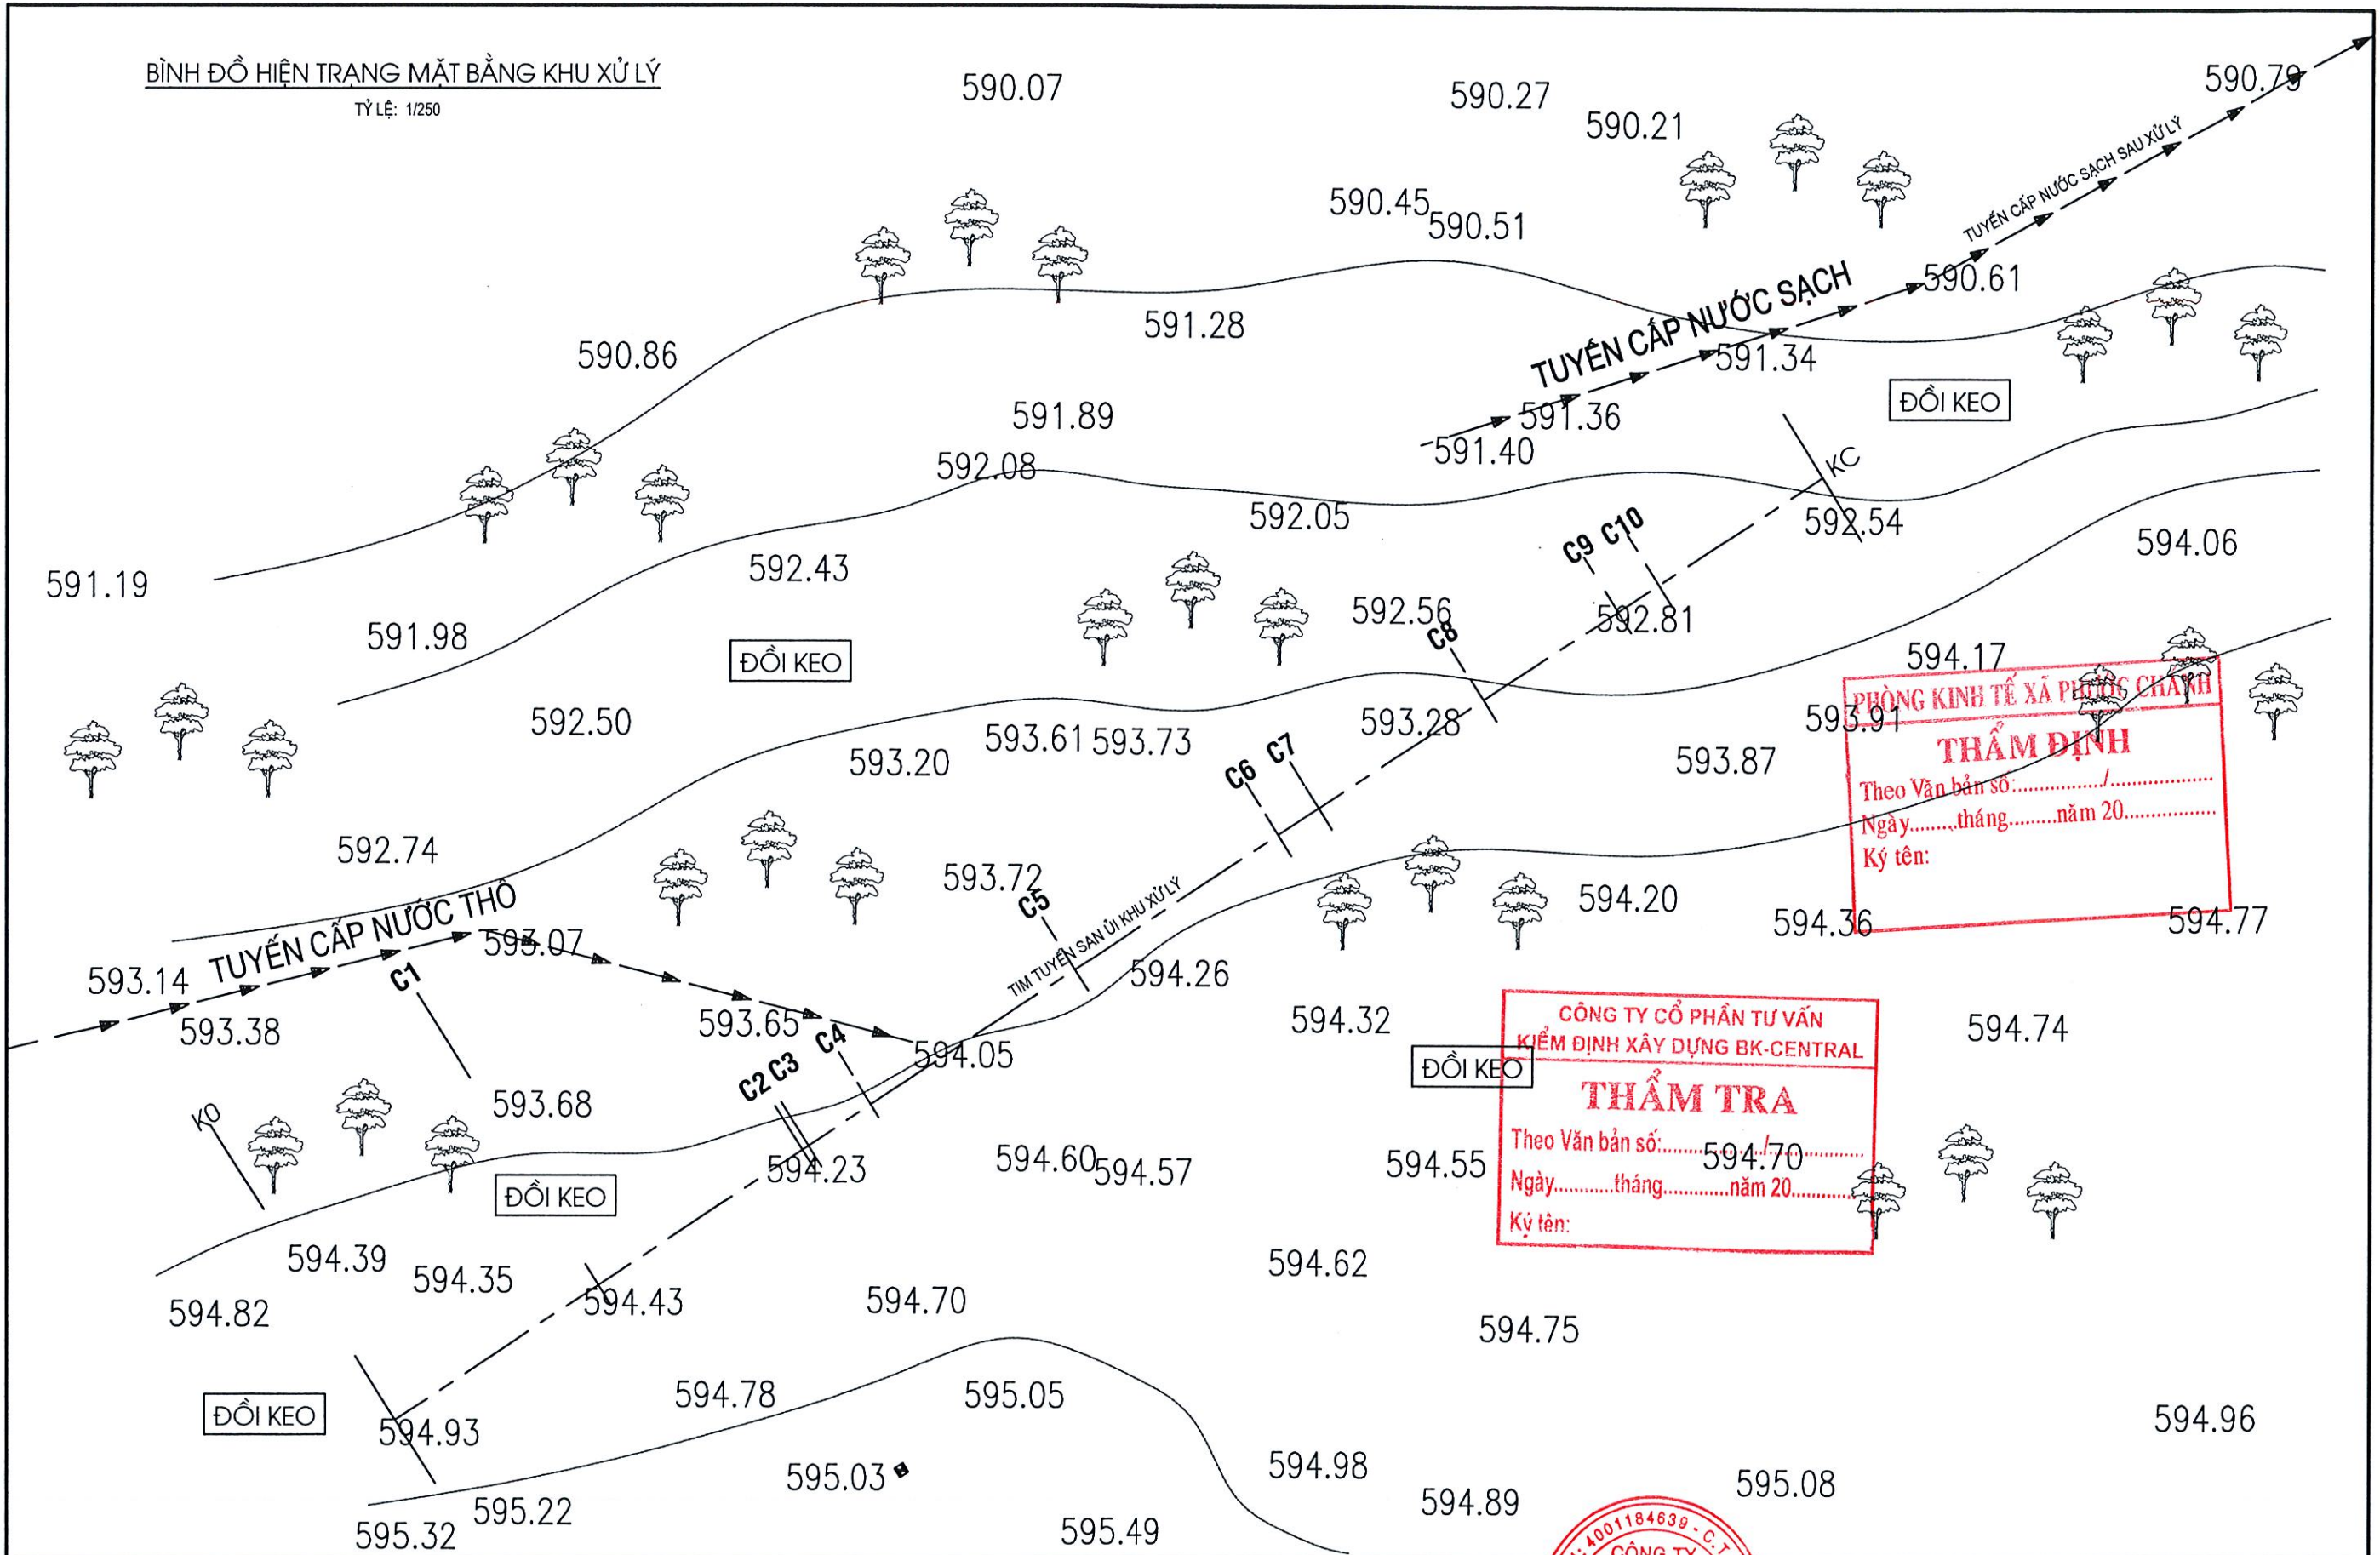 BÌNH ĐỒ HIỆN TRẠNG MẶT BẰNG KHU XỬ LÝ
TỶ LỆ: 1/250
590.07
590.27
590.21
590.79
TUYẾN CẤP NƯỚC SẠCH SAU XỬ LÝ
590.45
590.51
590.61
TUYẾN CẤP NƯỚC SẠCH
591.28
590.86
591.34
ĐỒI KEO
591.89
591.36
591.40
592.08
KC
592.05
592.54
C9
C10
594.06
591.19
592.43
592.56
592.81
591.98
C8
ĐỒI KEO
594.17
592.50
593.28
593.91
593.61
593.73
593.20
C6
C7
593.87
PHÒNG KINH TẾ XÃ PHƯỚC CHÁNH
THẨM ĐỊNH
Theo Văn bản số:................/..................
Ngày.........tháng........năm 20................
Ký tên:
592.74
593.72
C5
594.20
594.36
594.77
TUYẾN CẤP NƯỚC THÔ
593.07
TIM TUYẾN SAN ỦI KHU XỬ LÝ
593.14
C1
594.26
593.38
593.65
C4
594.05
594.32
594.74
CÔNG TY CỔ PHẦN TƯ VẤN
KIỂM ĐỊNH XÂY DỰNG BK-CENTRAL
ĐỒI KEO
THẨM TRA
Theo Văn bản số:................../................
594.70
Ngày...........tháng............năm 20............
Ký tên:
C2
C3
593.68
K0
594.23
594.60
594.57
594.55
ĐỒI KEO
594.39
594.35
594.43
594.70
594.62
594.82
594.75
594.78
595.05
ĐỒI KEO
594.93
594.96
595.03
594.98
595.08
594.89
595.22
595.32
595.49
4001184639 - C.T
CÔNG TY